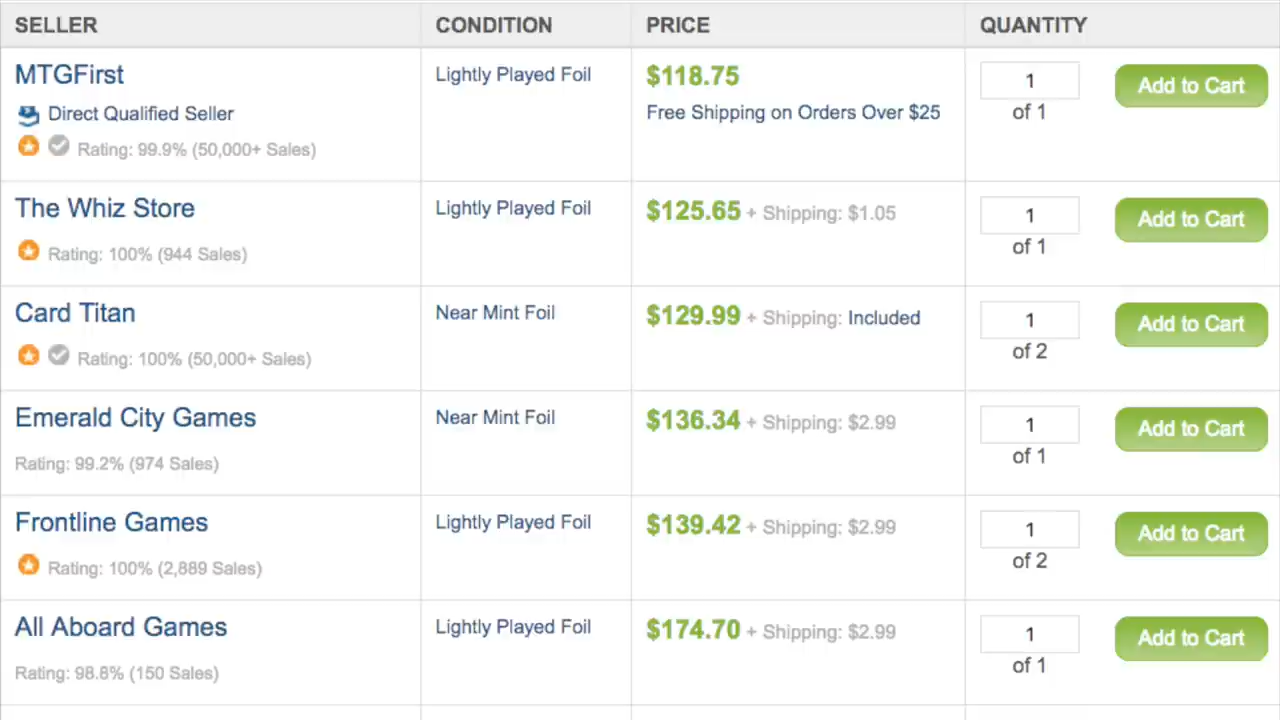 SELLER CONDITION PRICE QUANTITY
MTGFirst Lightly Played Foil $118.75 1 Add to Cart
Direct Qualified Seller Free Shipping on Orders Over $25 of 1
Rating: 99.9% (50,000+ Sales)
The Whiz Store Lightly Played Foil $125.65 + Shipping: $1.05 1 Add to Cart
Rating: 100% (944 Sales) of 1
Card Titan Near Mint Foil $129.99 + Shipping: Included 1 Add to Cart
Rating: 100% (50,000+ Sales) of 2
Emerald City Games Near Mint Foil $136.34 + Shipping: $2.99 1 Add to Cart
Rating: 99.2% (974 Sales) of 1
Frontline Games Lightly Played Foil $139.42 + Shipping: $2.99 1 Add to Cart
Rating: 100% (2,889 Sales) of 2
All Aboard Games Lightly Played Foil $174.70 + Shipping: $2.99 1 Add to Cart
Rating: 98.8% (150 Sales) of 1